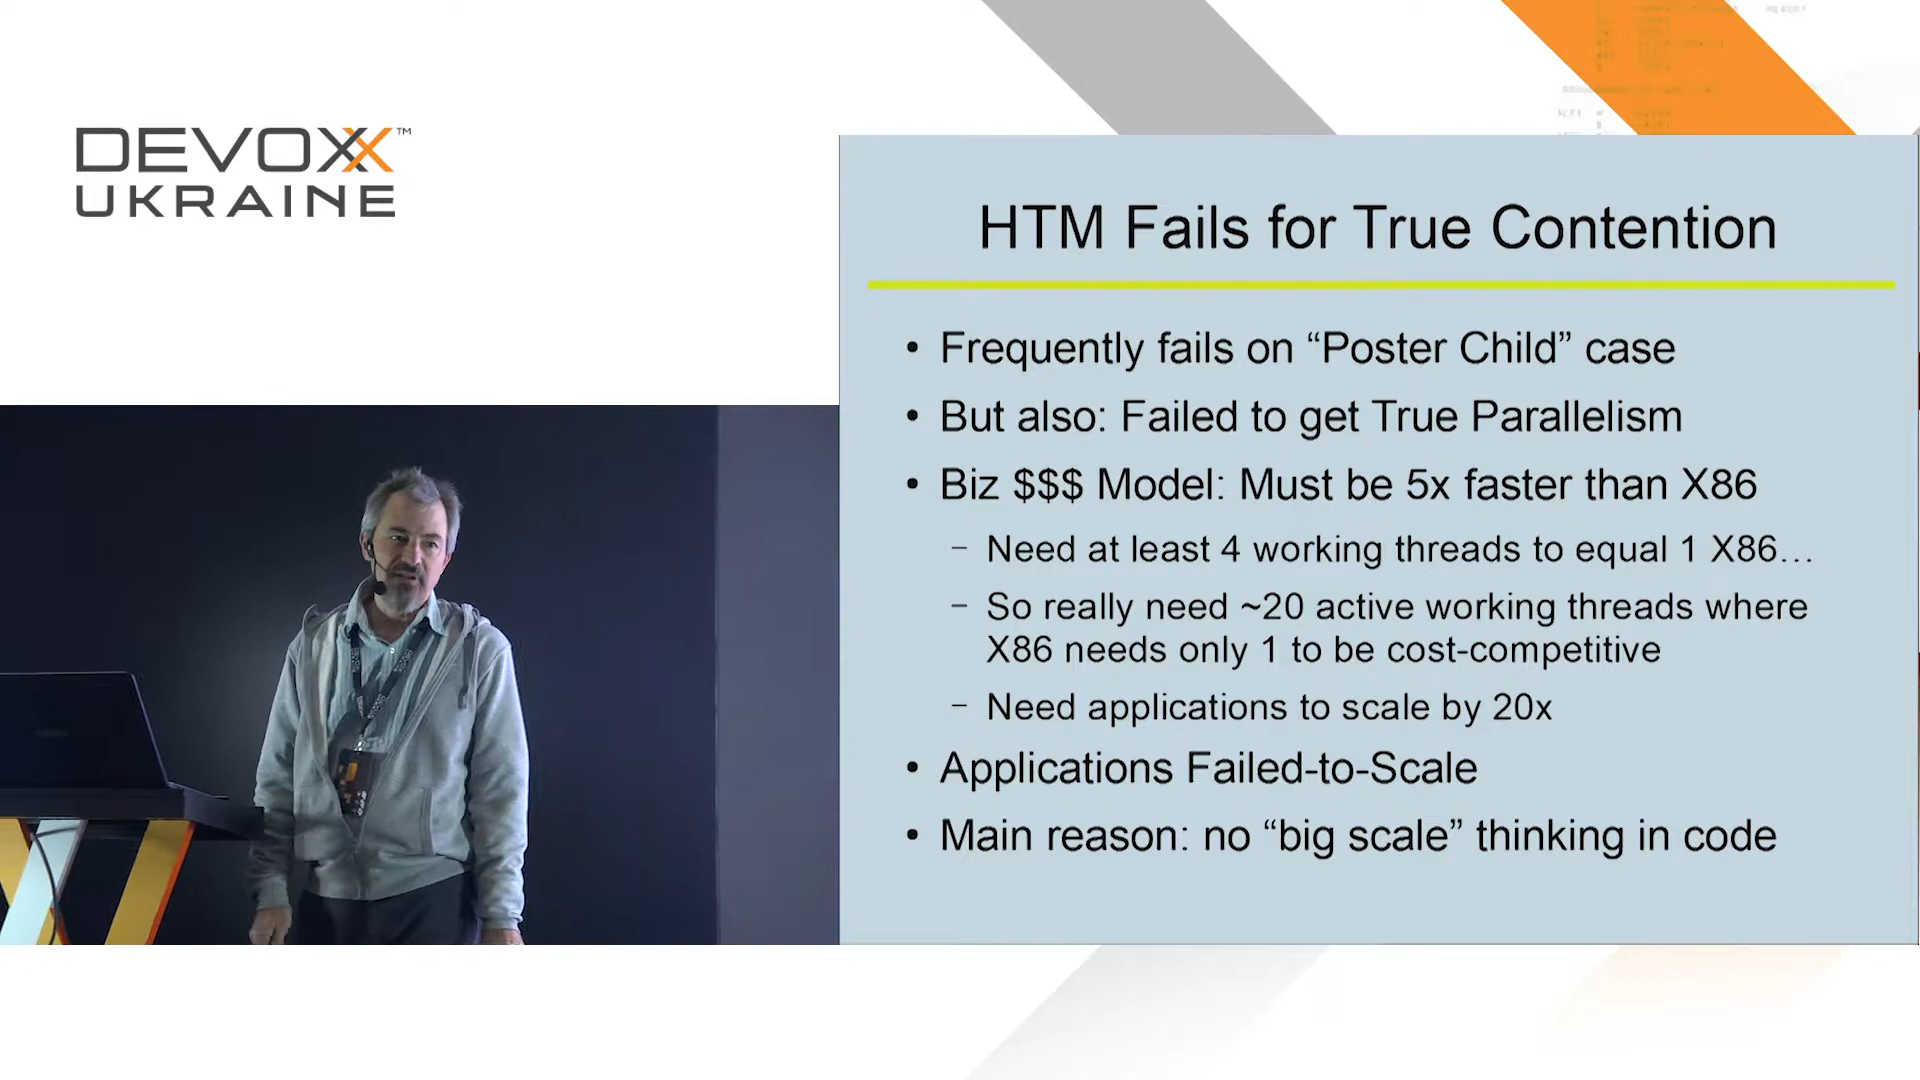 DEVOXX™
UKRAINE
HTM Fails for True Contention
• Frequently fails on “Poster Child” case
• But also: Failed to get True Parallelism
• Biz $$$ Model: Must be 5x faster than X86
– Need at least 4 working threads to equal 1 X86…
– So really need ~20 active working threads where
X86 needs only 1 to be cost-competitive
– Need applications to scale by 20x
• Applications Failed-to-Scale
• Main reason: no “big scale” thinking in code